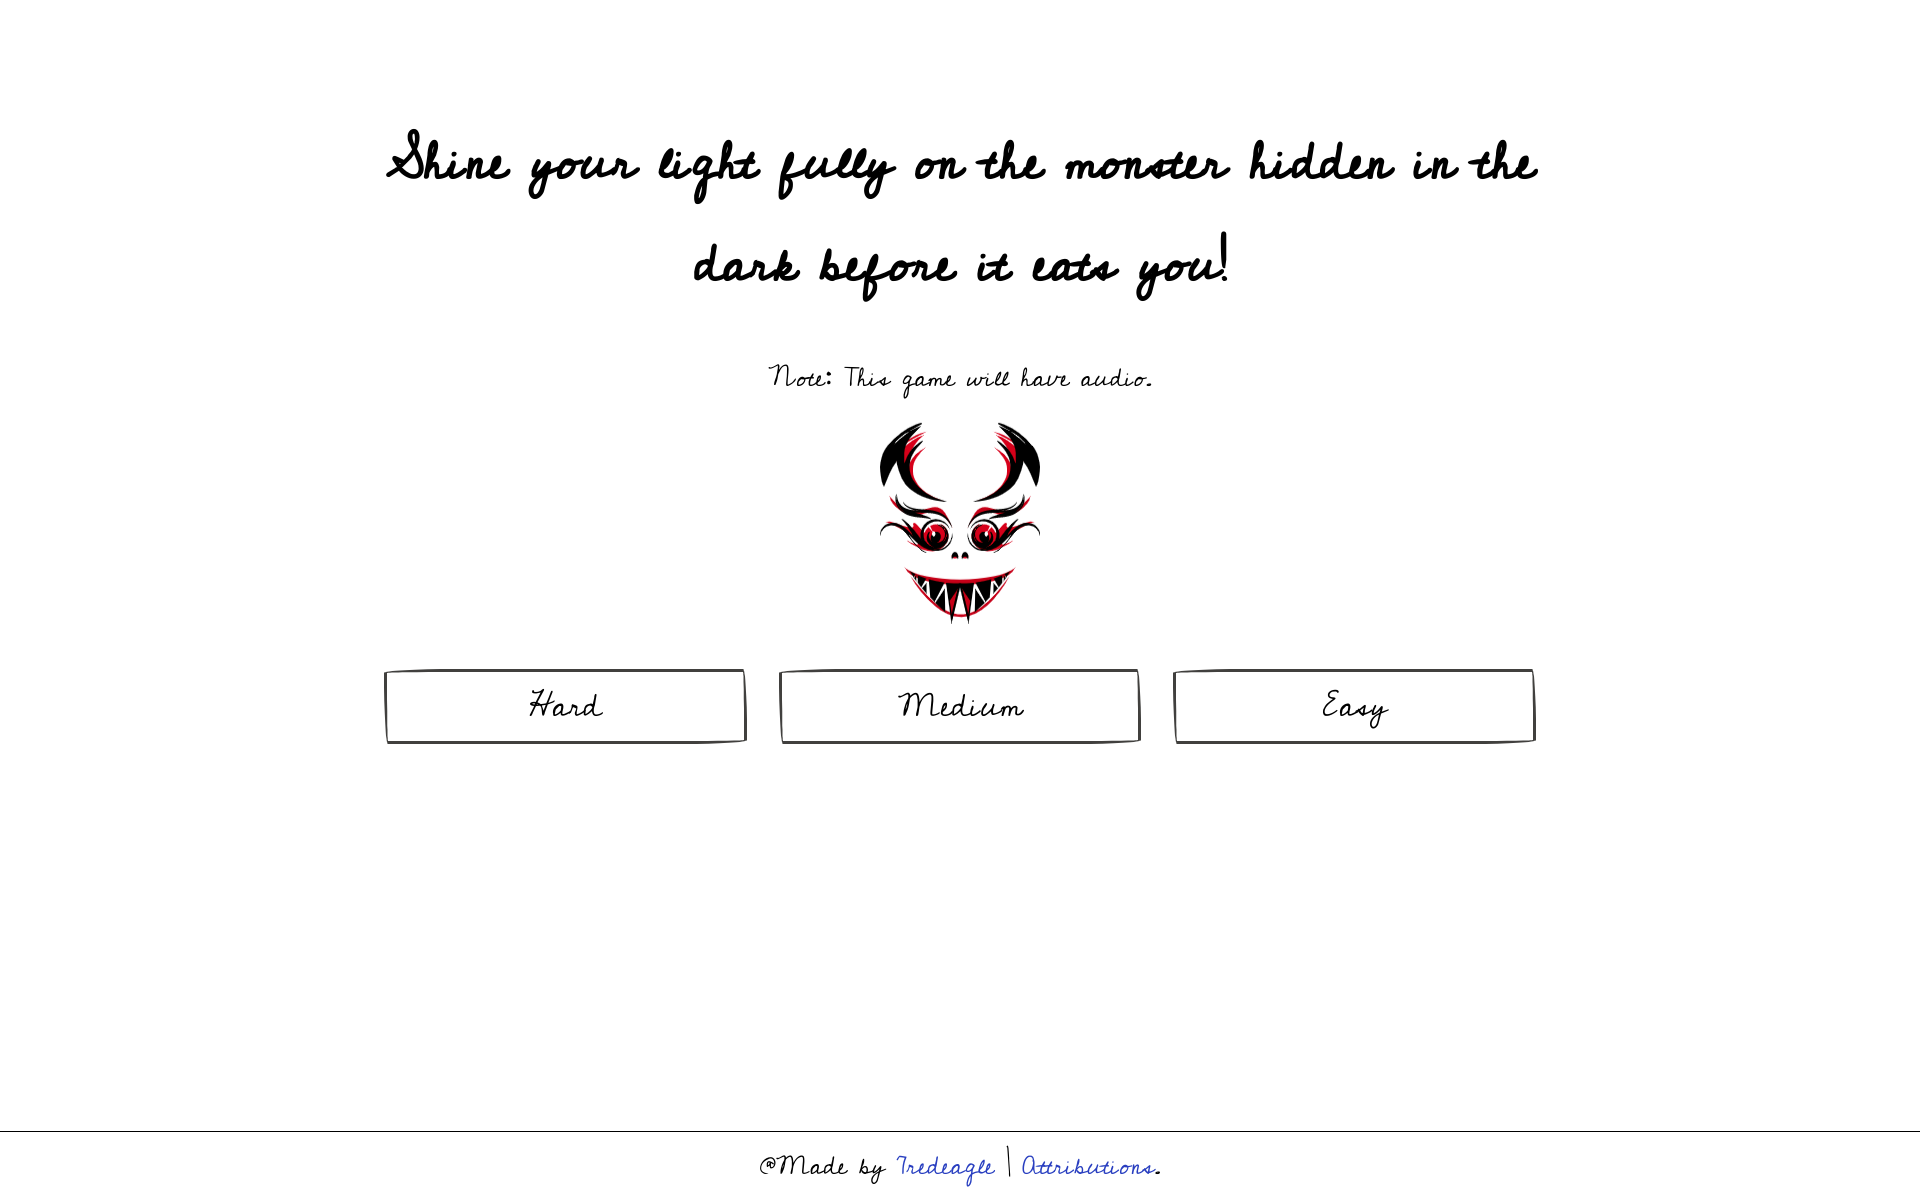 Shine your light fully on the monster hidden in the
dark before it eats you!
Note: This game will have audio.
Hard
Medium
Easy
@Made by Tredeagle | Attributions.